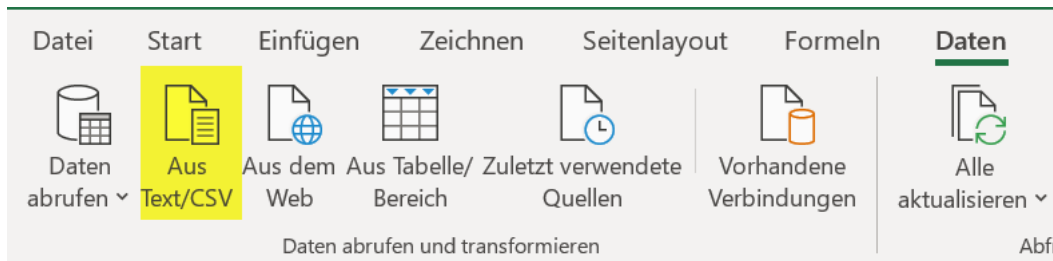 Datei Start Einfügen Zeichnen Seitenlayout Formeln Daten
Daten Aus Aus dem Aus Tabelle/ Zuletzt verwendete Vorhandene Alle
abrufen Text/CSV Web Bereich Quellen Verbindungen aktualisieren
Daten abrufen und transformieren